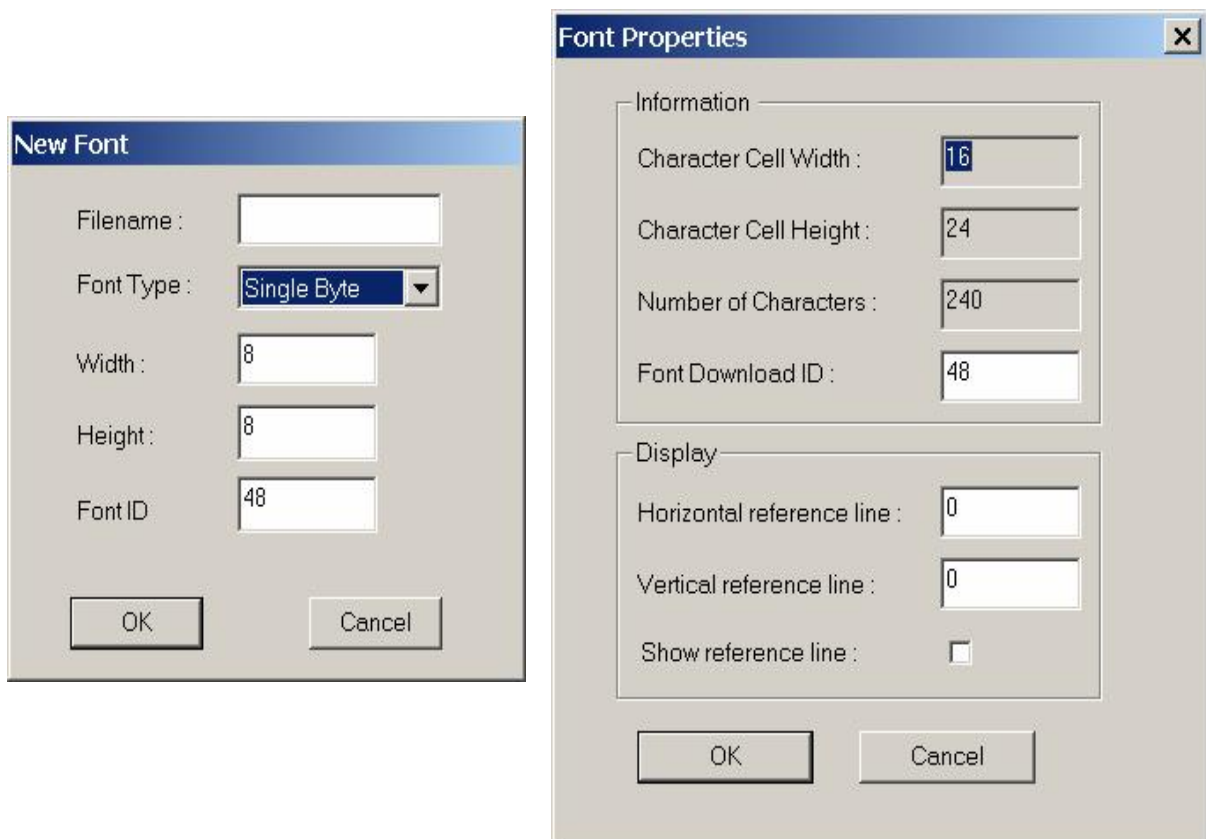 New Font
Filename :
Font Type : Single Byte
Width : 8
Height : 8
Font ID 48
OK Cancel
Font Properties
Information
Character Cell Width : 16
Character Cell Height : 24
Number of Characters : 240
Font Download ID : 48
Display
Horizontal reference line : 0
Vertical reference line : 0
Show reference line :
OK Cancel